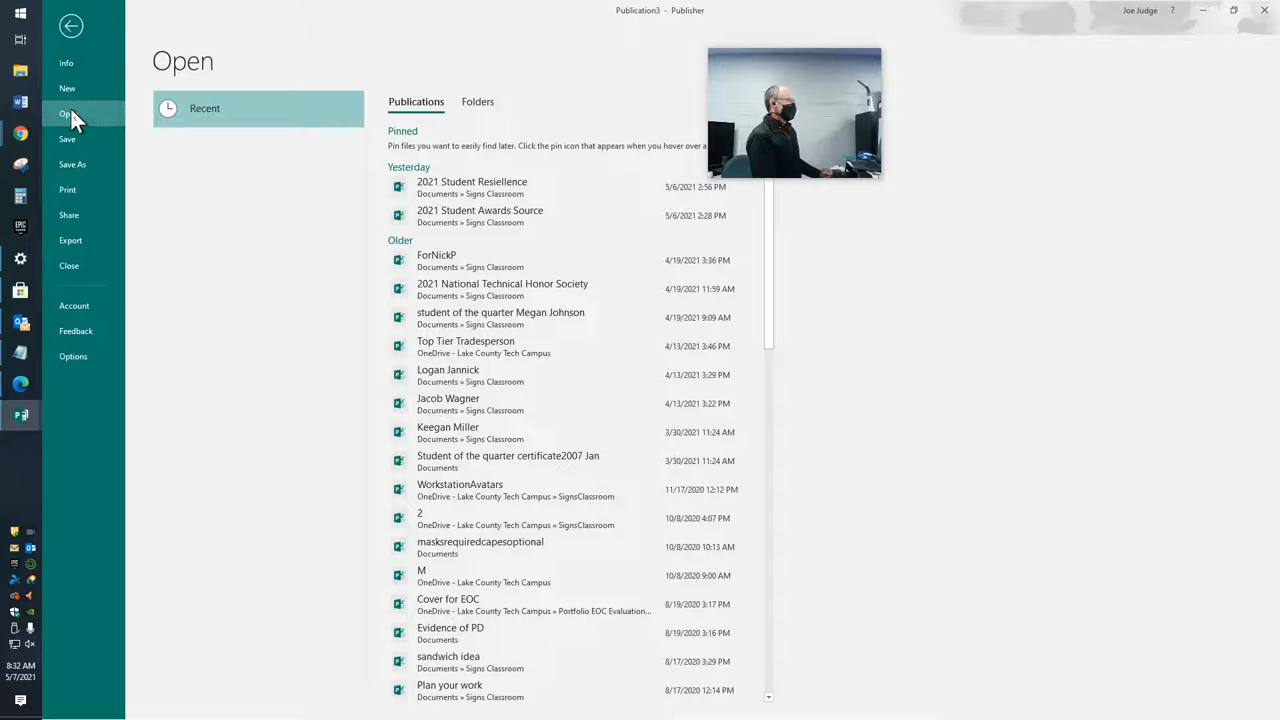 Publication3 - Publisher
Joe Judge
?
Info
New
Op
Save
Save As
Print
Share
Export
Close
Account
Feedback
Options
Open
Recent
Publications
Folders
Pinned
Pin files you want to easily find later. Click the pin icon that appears when you hover over a
Yesterday
2021 Student Resiellence
Documents » Signs Classroom
5/6/2021 2:56 PM
2021 Student Awards Source
Documents » Signs Classroom
5/6/2021 2:28 PM
Older
ForNickP
Documents » Signs Classroom
4/19/2021 3:36 PM
2021 National Technical Honor Society
Documents » Signs Classroom
4/19/2021 11:59 AM
student of the quarter Megan Johnson
Documents » Signs Classroom
4/19/2021 9:09 AM
Top Tier Tradesperson
OneDrive - Lake County Tech Campus
4/13/2021 3:46 PM
Logan Jannick
Documents » Signs Classroom
4/13/2021 3:29 PM
Jacob Wagner
Documents » Signs Classroom
4/13/2021 3:22 PM
Keegan Miller
Documents » Signs Classroom
3/30/2021 11:24 AM
Student of the quarter certificate2007 Jan
Documents
3/30/2021 11:24 AM
WorkstationAvatars
OneDrive - Lake County Tech Campus » SignsClassroom
11/17/2020 12:12 PM
2
OneDrive - Lake County Tech Campus » SignsClassroom
10/8/2020 4:07 PM
masksrequiredcapesoptional
Documents
10/8/2020 10:13 AM
M
OneDrive - Lake County Tech Campus
10/8/2020 9:00 AM
Cover for EOC
OneDrive - Lake County Tech Campus » Portfolio EOC Evaluation...
8/19/2020 3:17 PM
Evidence of PD
Documents
8/19/2020 3:16 PM
sandwich idea
Documents » Signs Classroom
8/17/2020 3:29 PM
Plan your work
Documents » Signs Classroom
8/17/2020 12:14 PM
EPIC
8:32 AM
5/7/2021